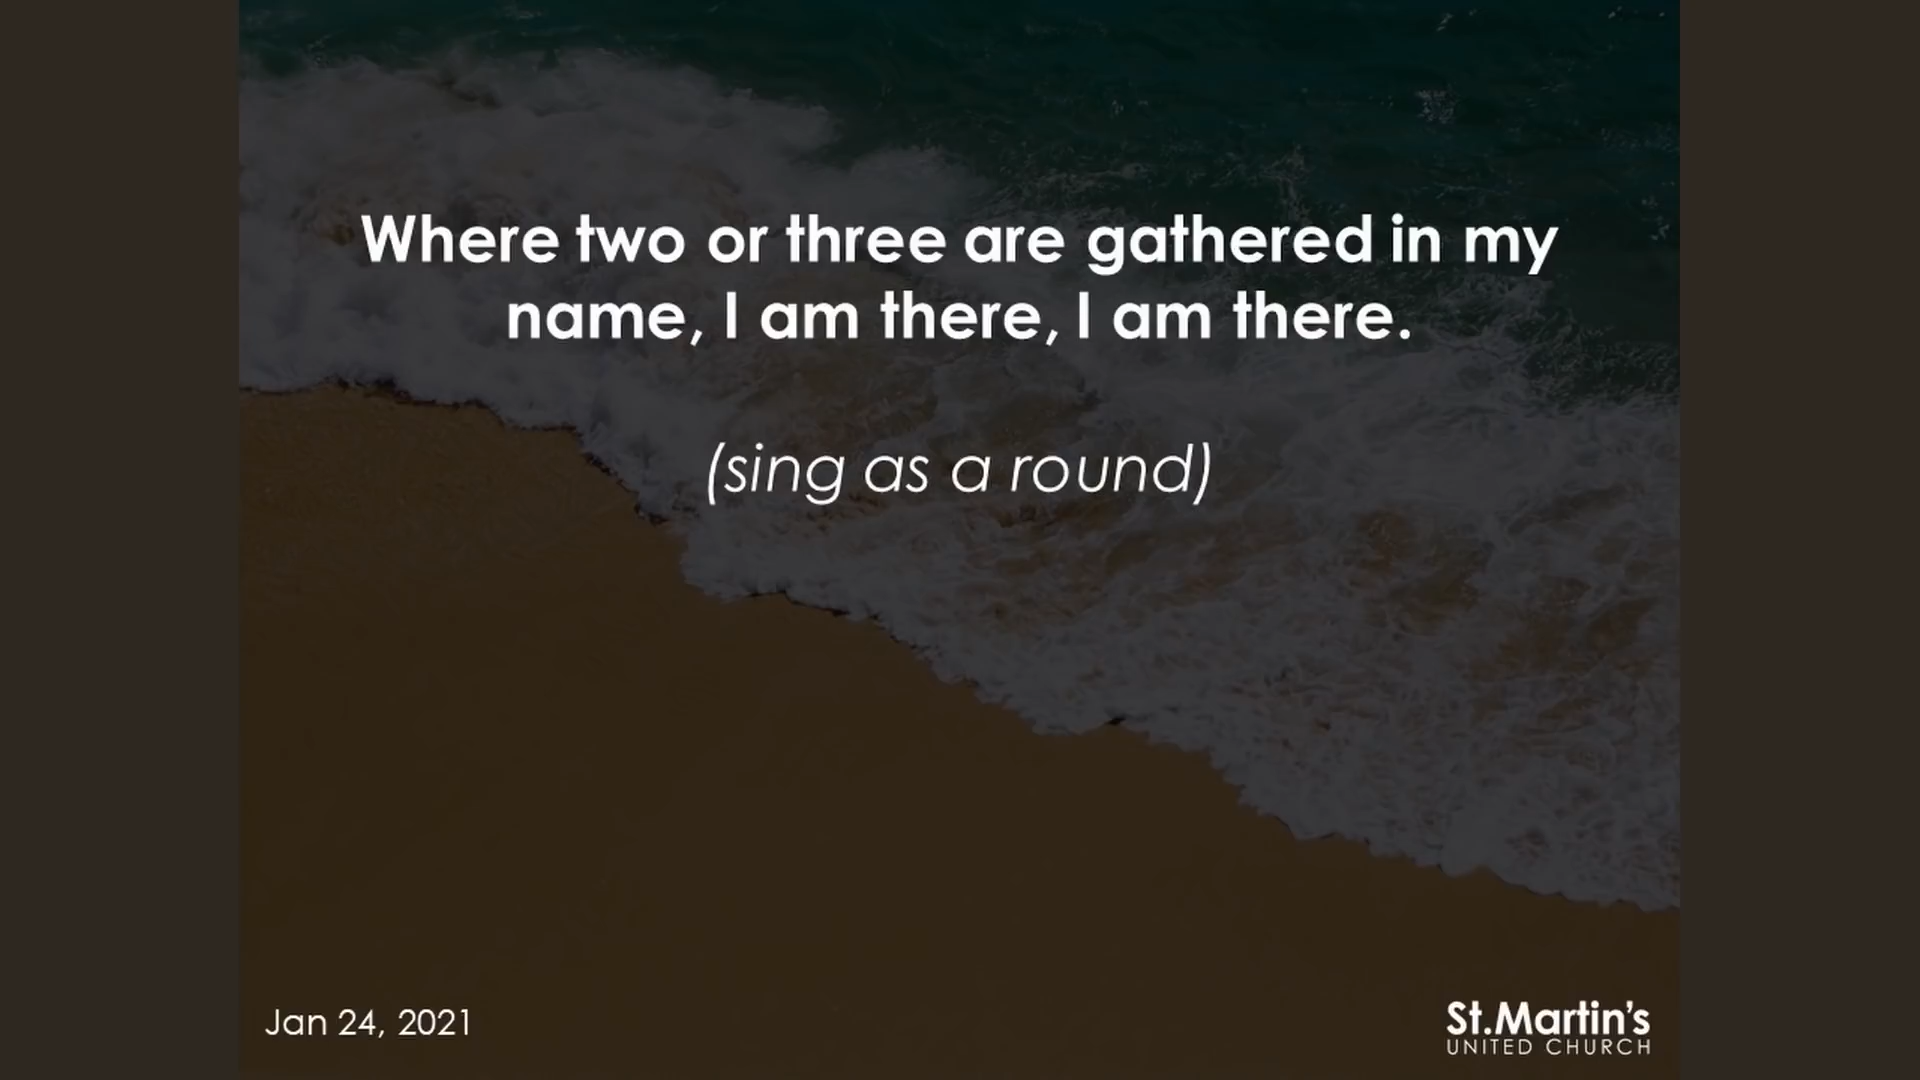 Where two or three are gathered in my
name, I am there, I am there.
(sing as a round)
Jan 24, 2021
St.Martin's
UNITED CHURCH